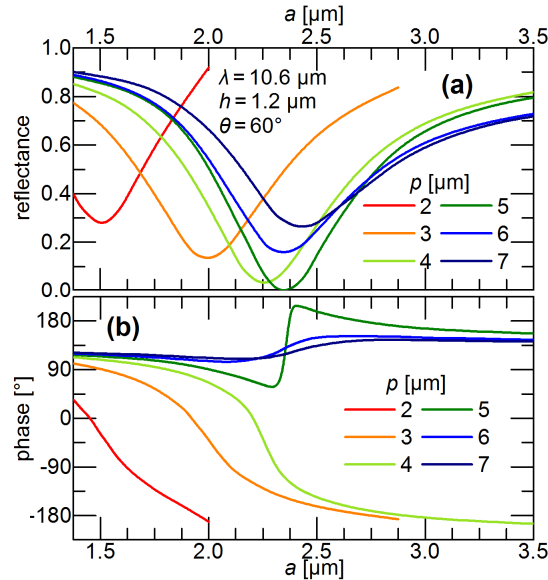 a [µm]
1.5 2.0 2.5 3.0 3.5
1.0
0.8
0.6
0.4
0.2
0.0
reflectance
λ = 10.6 µm
h = 1.2 µm
θ = 60°
(a)
p [µm]
2 5
3 6
4 7
(b)
180
90
0
-90
-180
phase [°]
p [µm]
2 5
3 6
4 7
1.5 2.0 2.5 3.0 3.5
a [µm]